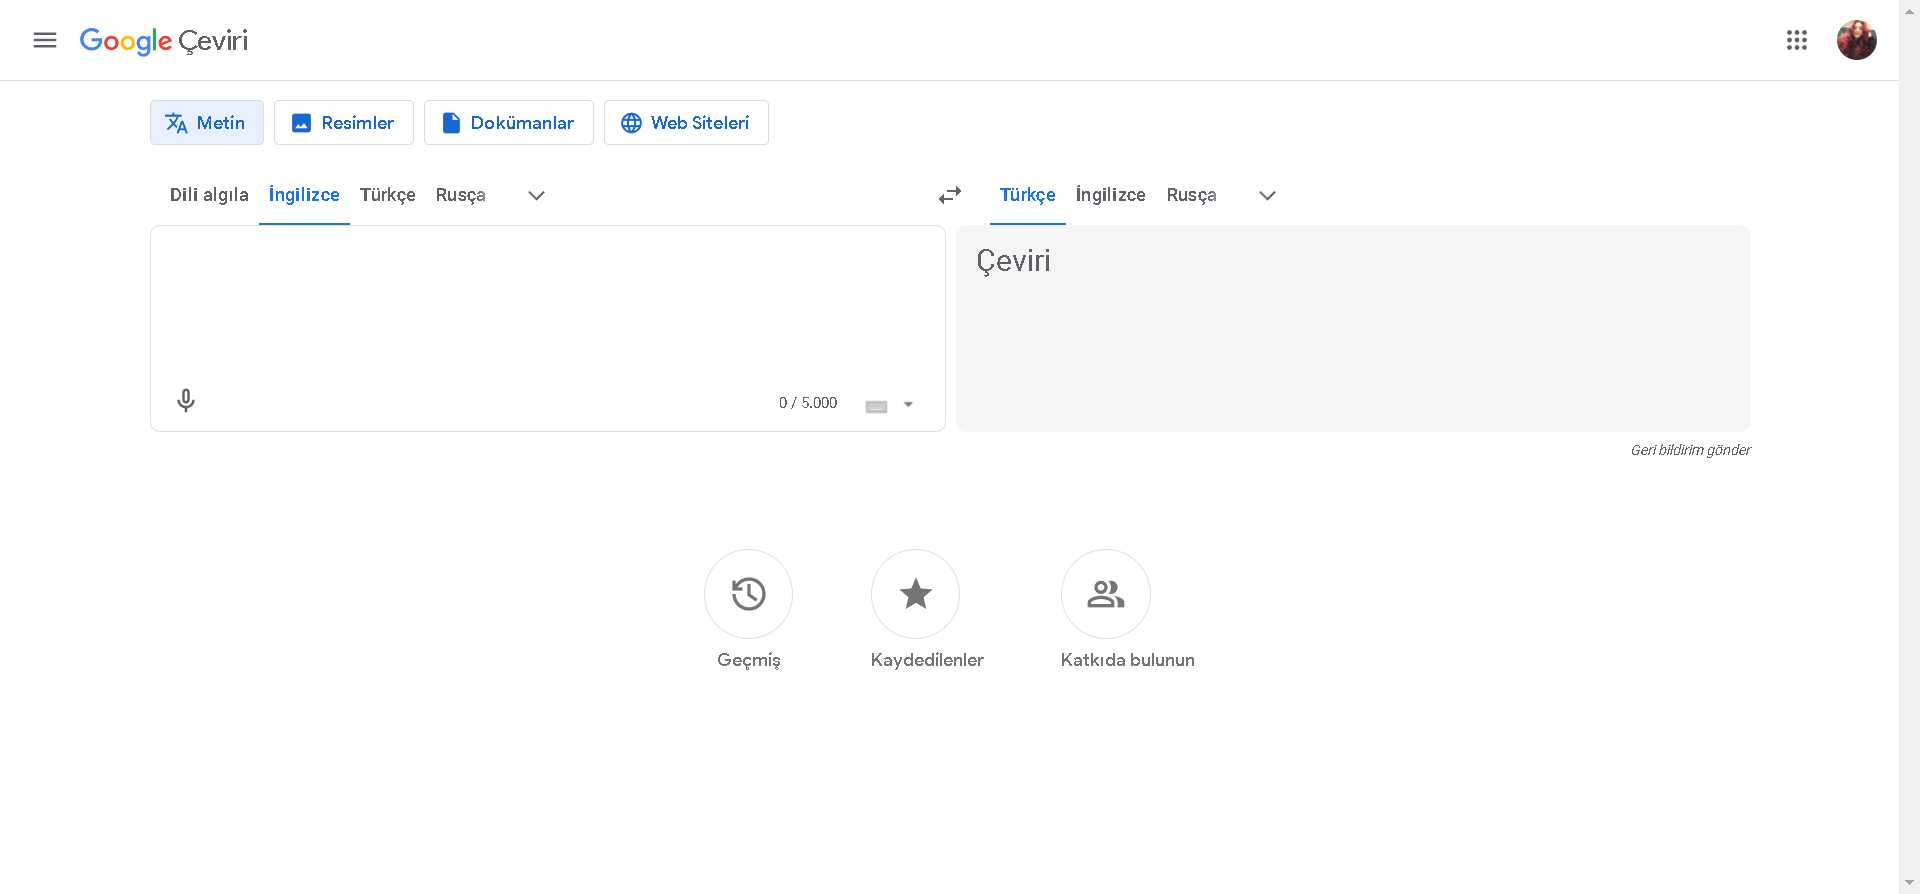 Google Çeviri
Metin
Resimler
Dokümanlar
Web Siteleri
Dili algıla
İngilizce
Türkçe
Rusça
Türkçe
İngilizce
Rusça
Çeviri
0 / 5.000
Geri bildirim gönder
Geçmiş
Kaydedilenler
Katkıda bulunun